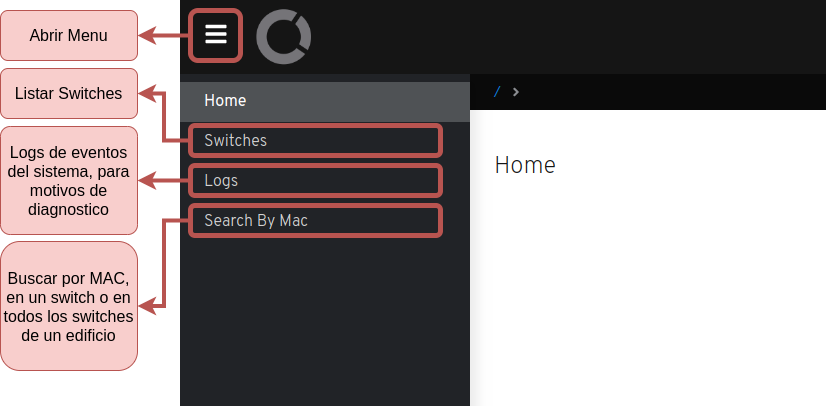 Abrir Menu
Listar Switches
Logs de eventos
del sistema, para
motivos de
diagnostico
Buscar por MAC,
en un switch o en
todos los switches
de un edificio
Home
Switches
Logs
Search By Mac
/ >
Home